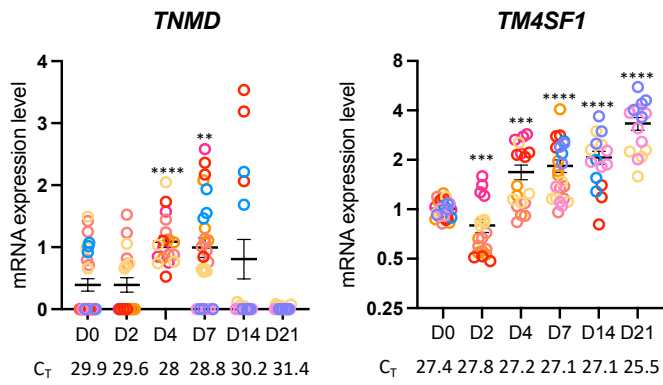 TNMD
mRNA expression level
4
3
2
1
0
****
**
D0 D2 D4 D7 D14 D21
CT 29.9 29.6 28 28.8 30.2 31.4
TM4SF1
mRNA expression level
8
4
2
1
0.5
0.25
***
***
****
****
****
D0 D2 D4 D7 D14 D21
CT 27.4 27.8 27.2 27.1 27.1 25.5